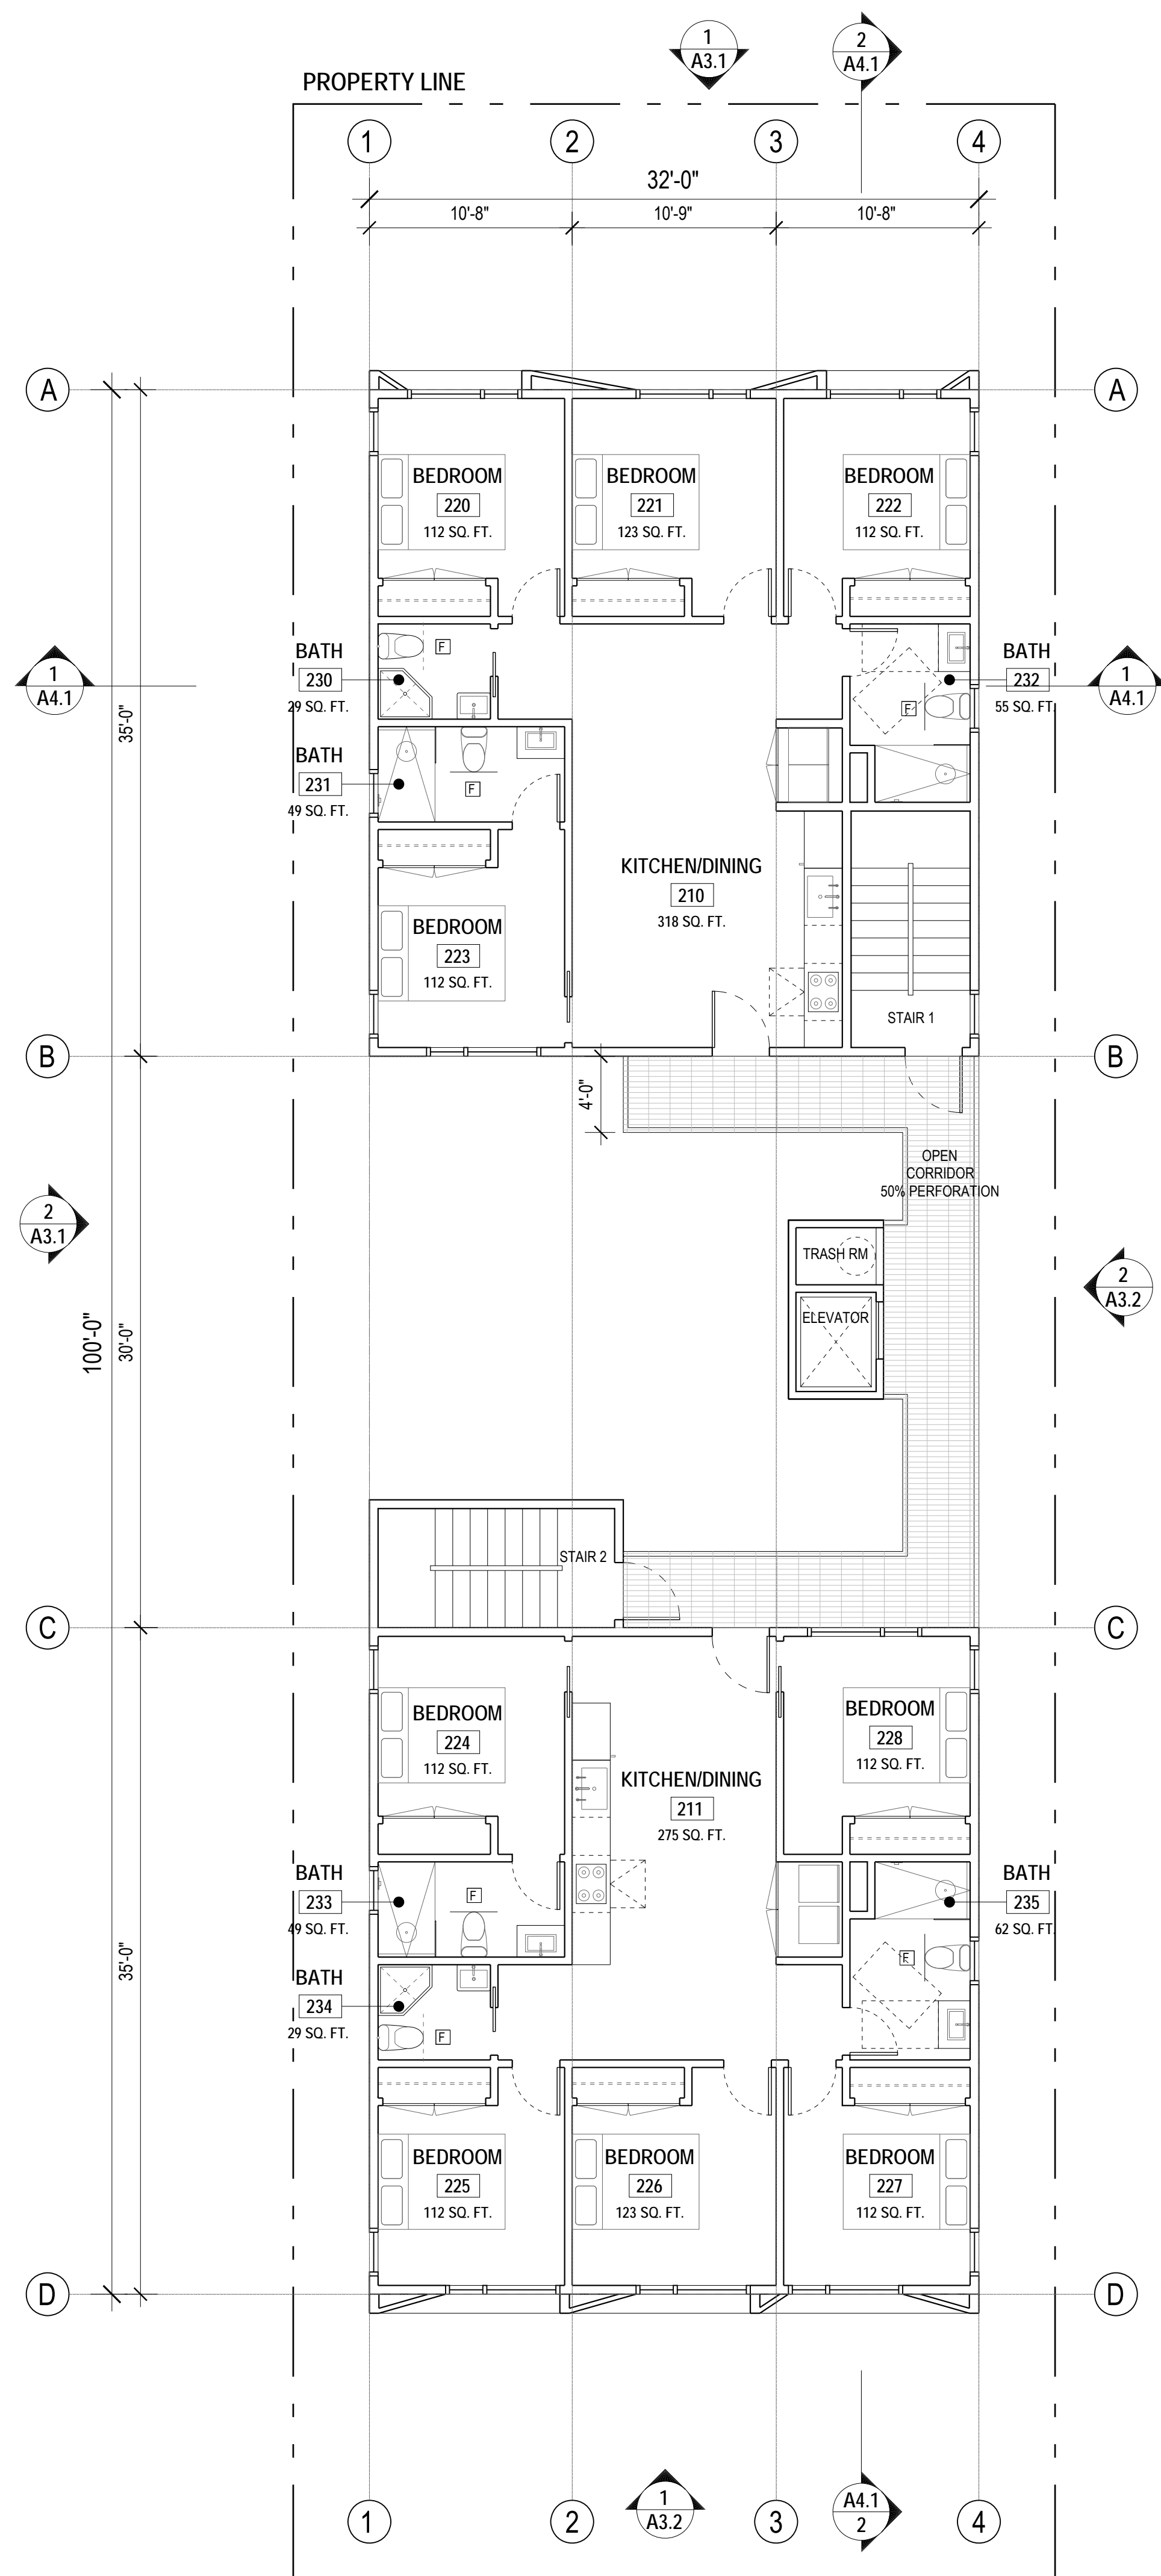 1
A3.1
2
A4.1
PROPERTY LINE
1
2
3
4
32'-0"
10'-8"
10'-9"
10'-8"
A
A
BEDROOM
220
112 SQ. FT.
BEDROOM
221
123 SQ. FT.
BEDROOM
222
112 SQ. FT.
1
A4.1
BATH
230
29 SQ. FT.
F
BATH
232
55 SQ. FT.
F
1
A4.1
35'-0"
BATH
231
49 SQ. FT.
F
KITCHEN/DINING
210
318 SQ. FT.
BEDROOM
223
112 SQ. FT.
STAIR 1
B
B
4'-0"
OPEN
CORRIDOR
50% PERFORATION
2
A3.1
TRASH RM
2
A3.2
ELEVATOR
100'-0"
30'-0"
STAIR 2
C
C
BEDROOM
224
112 SQ. FT.
BEDROOM
228
112 SQ. FT.
KITCHEN/DINING
211
275 SQ. FT.
BATH
233
49 SQ. FT.
F
BATH
235
62 SQ. FT.
F
35'-0"
BATH
234
29 SQ. FT.
F
BEDROOM
225
112 SQ. FT.
BEDROOM
226
123 SQ. FT.
BEDROOM
227
112 SQ. FT.
D
D
1
2
1
A3.2
3
A4.1
2
4